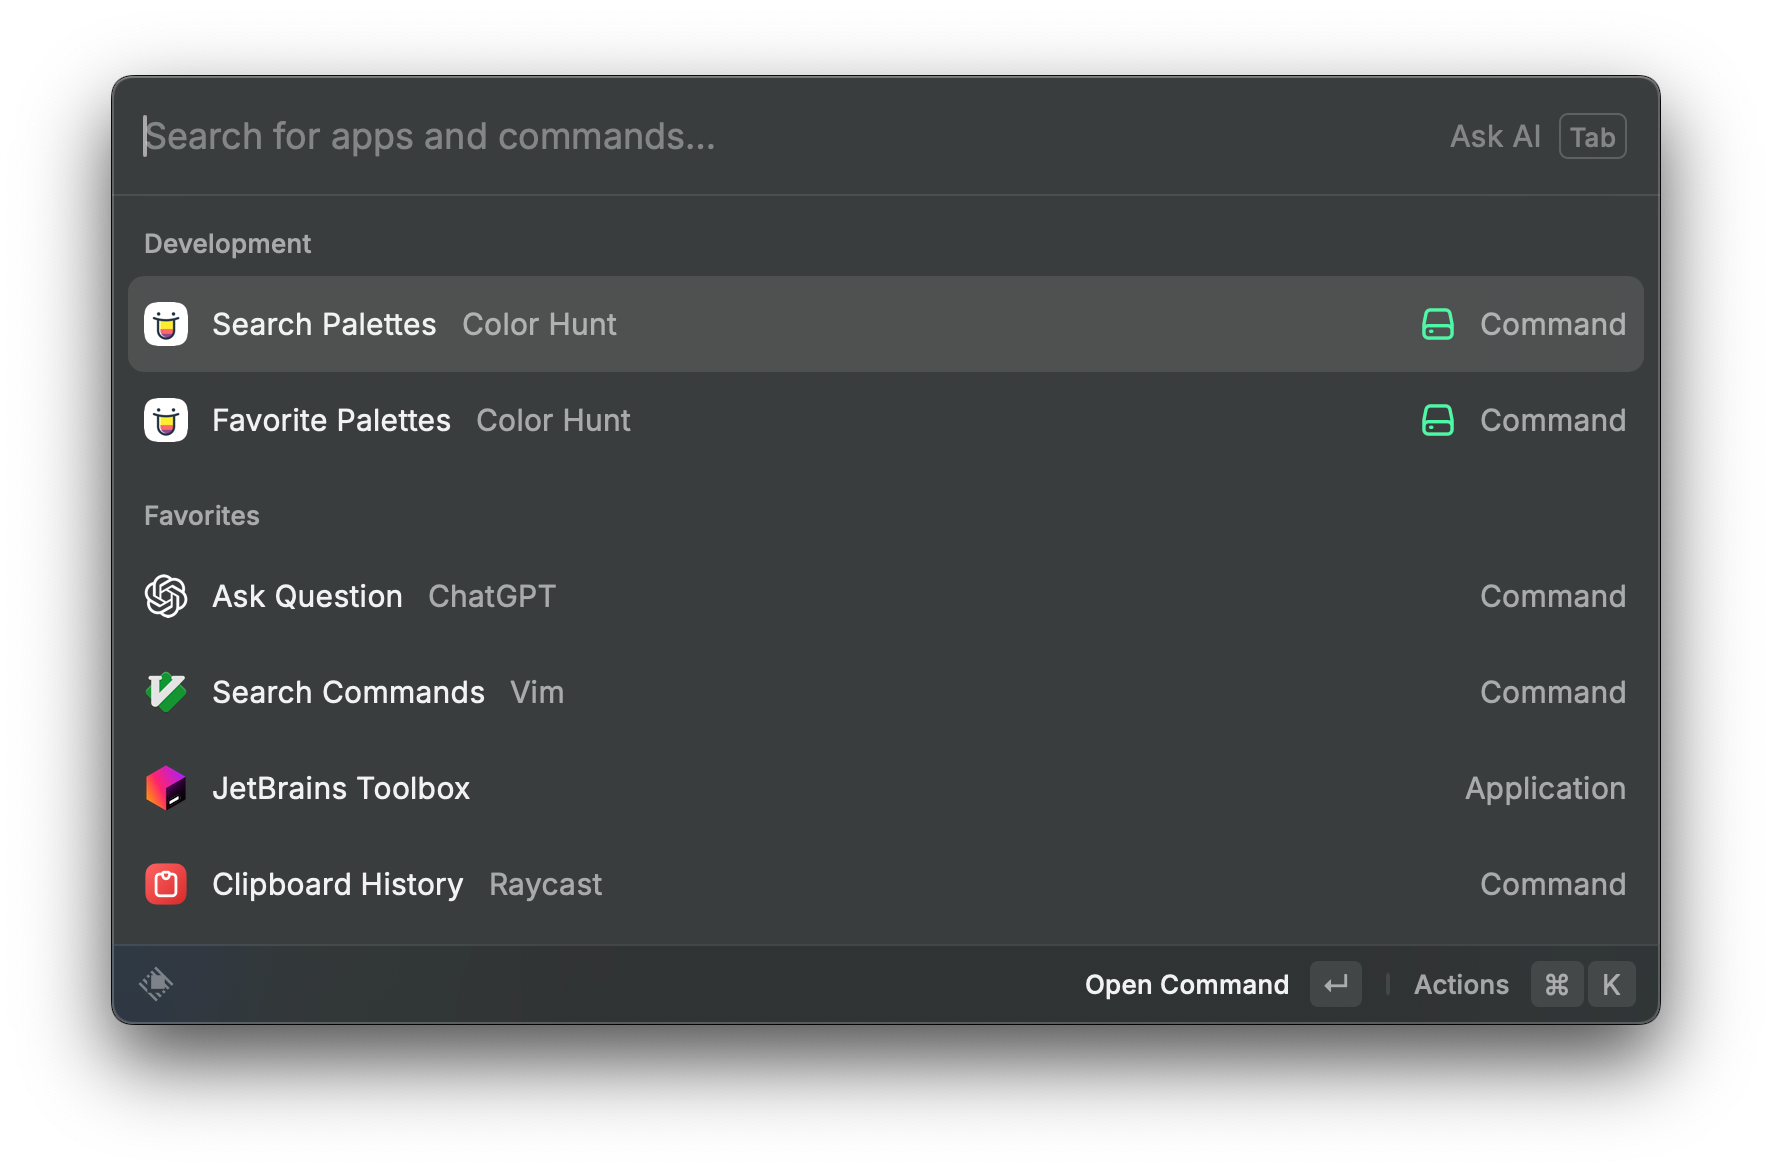 Search for apps and commands... Ask AI Tab
Development
Search Palettes Color Hunt Command
Favorite Palettes Color Hunt Command
Favorites
Ask Question ChatGPT Command
Search Commands Vim Command
JetBrains Toolbox Application
Clipboard History Raycast Command
Open Command ↵ Actions ⌘ K